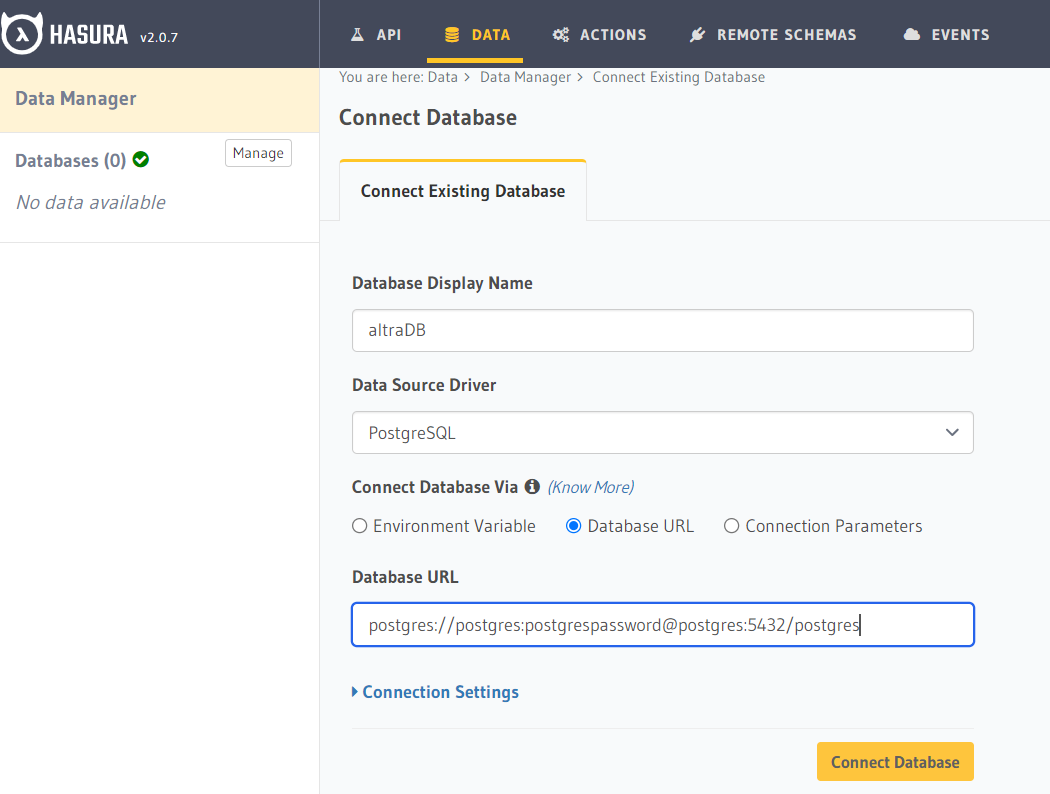 HASURA v2.0.7
API DATA ACTIONS REMOTE SCHEMAS EVENTS
Data Manager
Databases (0) Manage
No data available
You are here: Data > Data Manager > Connect Existing Database
Connect Database
Connect Existing Database
Database Display Name
altraDB
Data Source Driver
PostgreSQL
Connect Database Via (Know More)
Environment Variable Database URL Connection Parameters
Database URL
postgres://postgres:postgrespassword@postgres:5432/postgres
Connection Settings
Connect Database